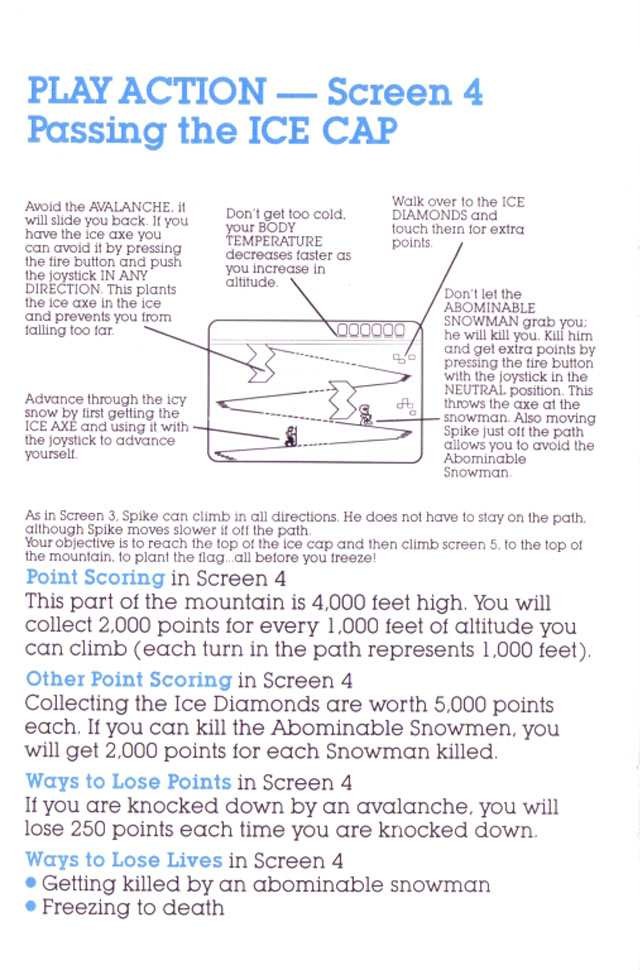 PLAY ACTION — Screen 4
Passing the ICE CAP
Avoid the AVALANCHE, it
will slide you back. If you
have the ice axe you
can avoid it by pressing
the fire button and push
the joystick IN ANY
DIRECTION. This plants
the ice axe in the ice
and prevents you from
falling too far.
Don't get too cold,
your BODY
TEMPERATURE
decreases faster as
you increase in
altitude.
Walk over to the ICE
DIAMONDS and
touch them for extra
points.
Don't let the
ABOMINABLE
SNOWMAN grab you;
he will kill you. Kill him
and get extra points by
pressing the fire button
with the joystick in the
NEUTRAL position. This
throws the axe at the
snowman. Also moving
Spike just off the path
allows you to avoid the
Abominable
Snowman.
Advance through the icy
snow by first getting the
ICE AXE and using it with
the joystick to advance
yourself.
As in Screen 3, Spike can climb in all directions. He does not have to stay on the path,
although Spike moves slower if off the path.
Your objective is to reach the top of the ice cap and then climb screen 5, to the top of
the mountain, to plant the flag...all before you freeze!
Point Scoring in Screen 4
This part of the mountain is 4,000 feet high. You will
collect 2,000 points for every 1,000 feet of altitude you
can climb (each turn in the path represents 1,000 feet).
Other Point Scoring in Screen 4
Collecting the Ice Diamonds are worth 5,000 points
each. If you can kill the Abominable Snowmen, you
will get 2,000 points for each Snowman killed.
Ways to Lose Points in Screen 4
If you are knocked down by an avalanche, you will
lose 250 points each time you are knocked down.
Ways to Lose Lives in Screen 4
• Getting killed by an abominable snowman
• Freezing to death